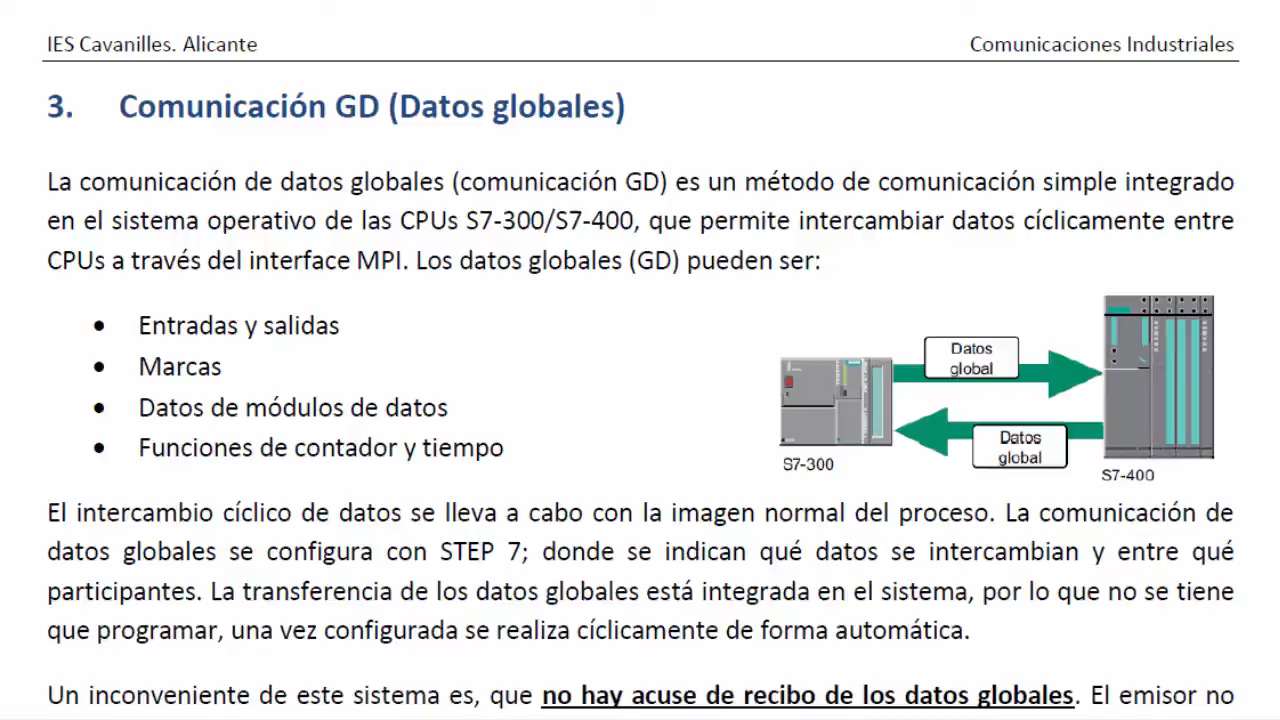 IES Cavanilles. Alicante
Comunicaciones Industriales
3. Comunicación GD (Datos globales)
La comunicación de datos globales (comunicación GD) es un método de comunicación simple integrado
en el sistema operativo de las CPUs S7-300/S7-400, que permite intercambiar datos cíclicamente entre
CPUs a través del interface MPI. Los datos globales (GD) pueden ser:
• Entradas y salidas
• Marcas
• Datos de módulos de datos
• Funciones de contador y tiempo
Datos
global
Datos
global
S7-300
S7-400
El intercambio cíclico de datos se lleva a cabo con la imagen normal del proceso. La comunicación de
datos globales se configura con STEP 7; donde se indican qué datos se intercambian y entre qué
participantes. La transferencia de los datos globales está integrada en el sistema, por lo que no se tiene
que programar, una vez configurada se realiza cíclicamente de forma automática.
Un inconveniente de este sistema es, que no hay acuse de recibo de los datos globales. El emisor no